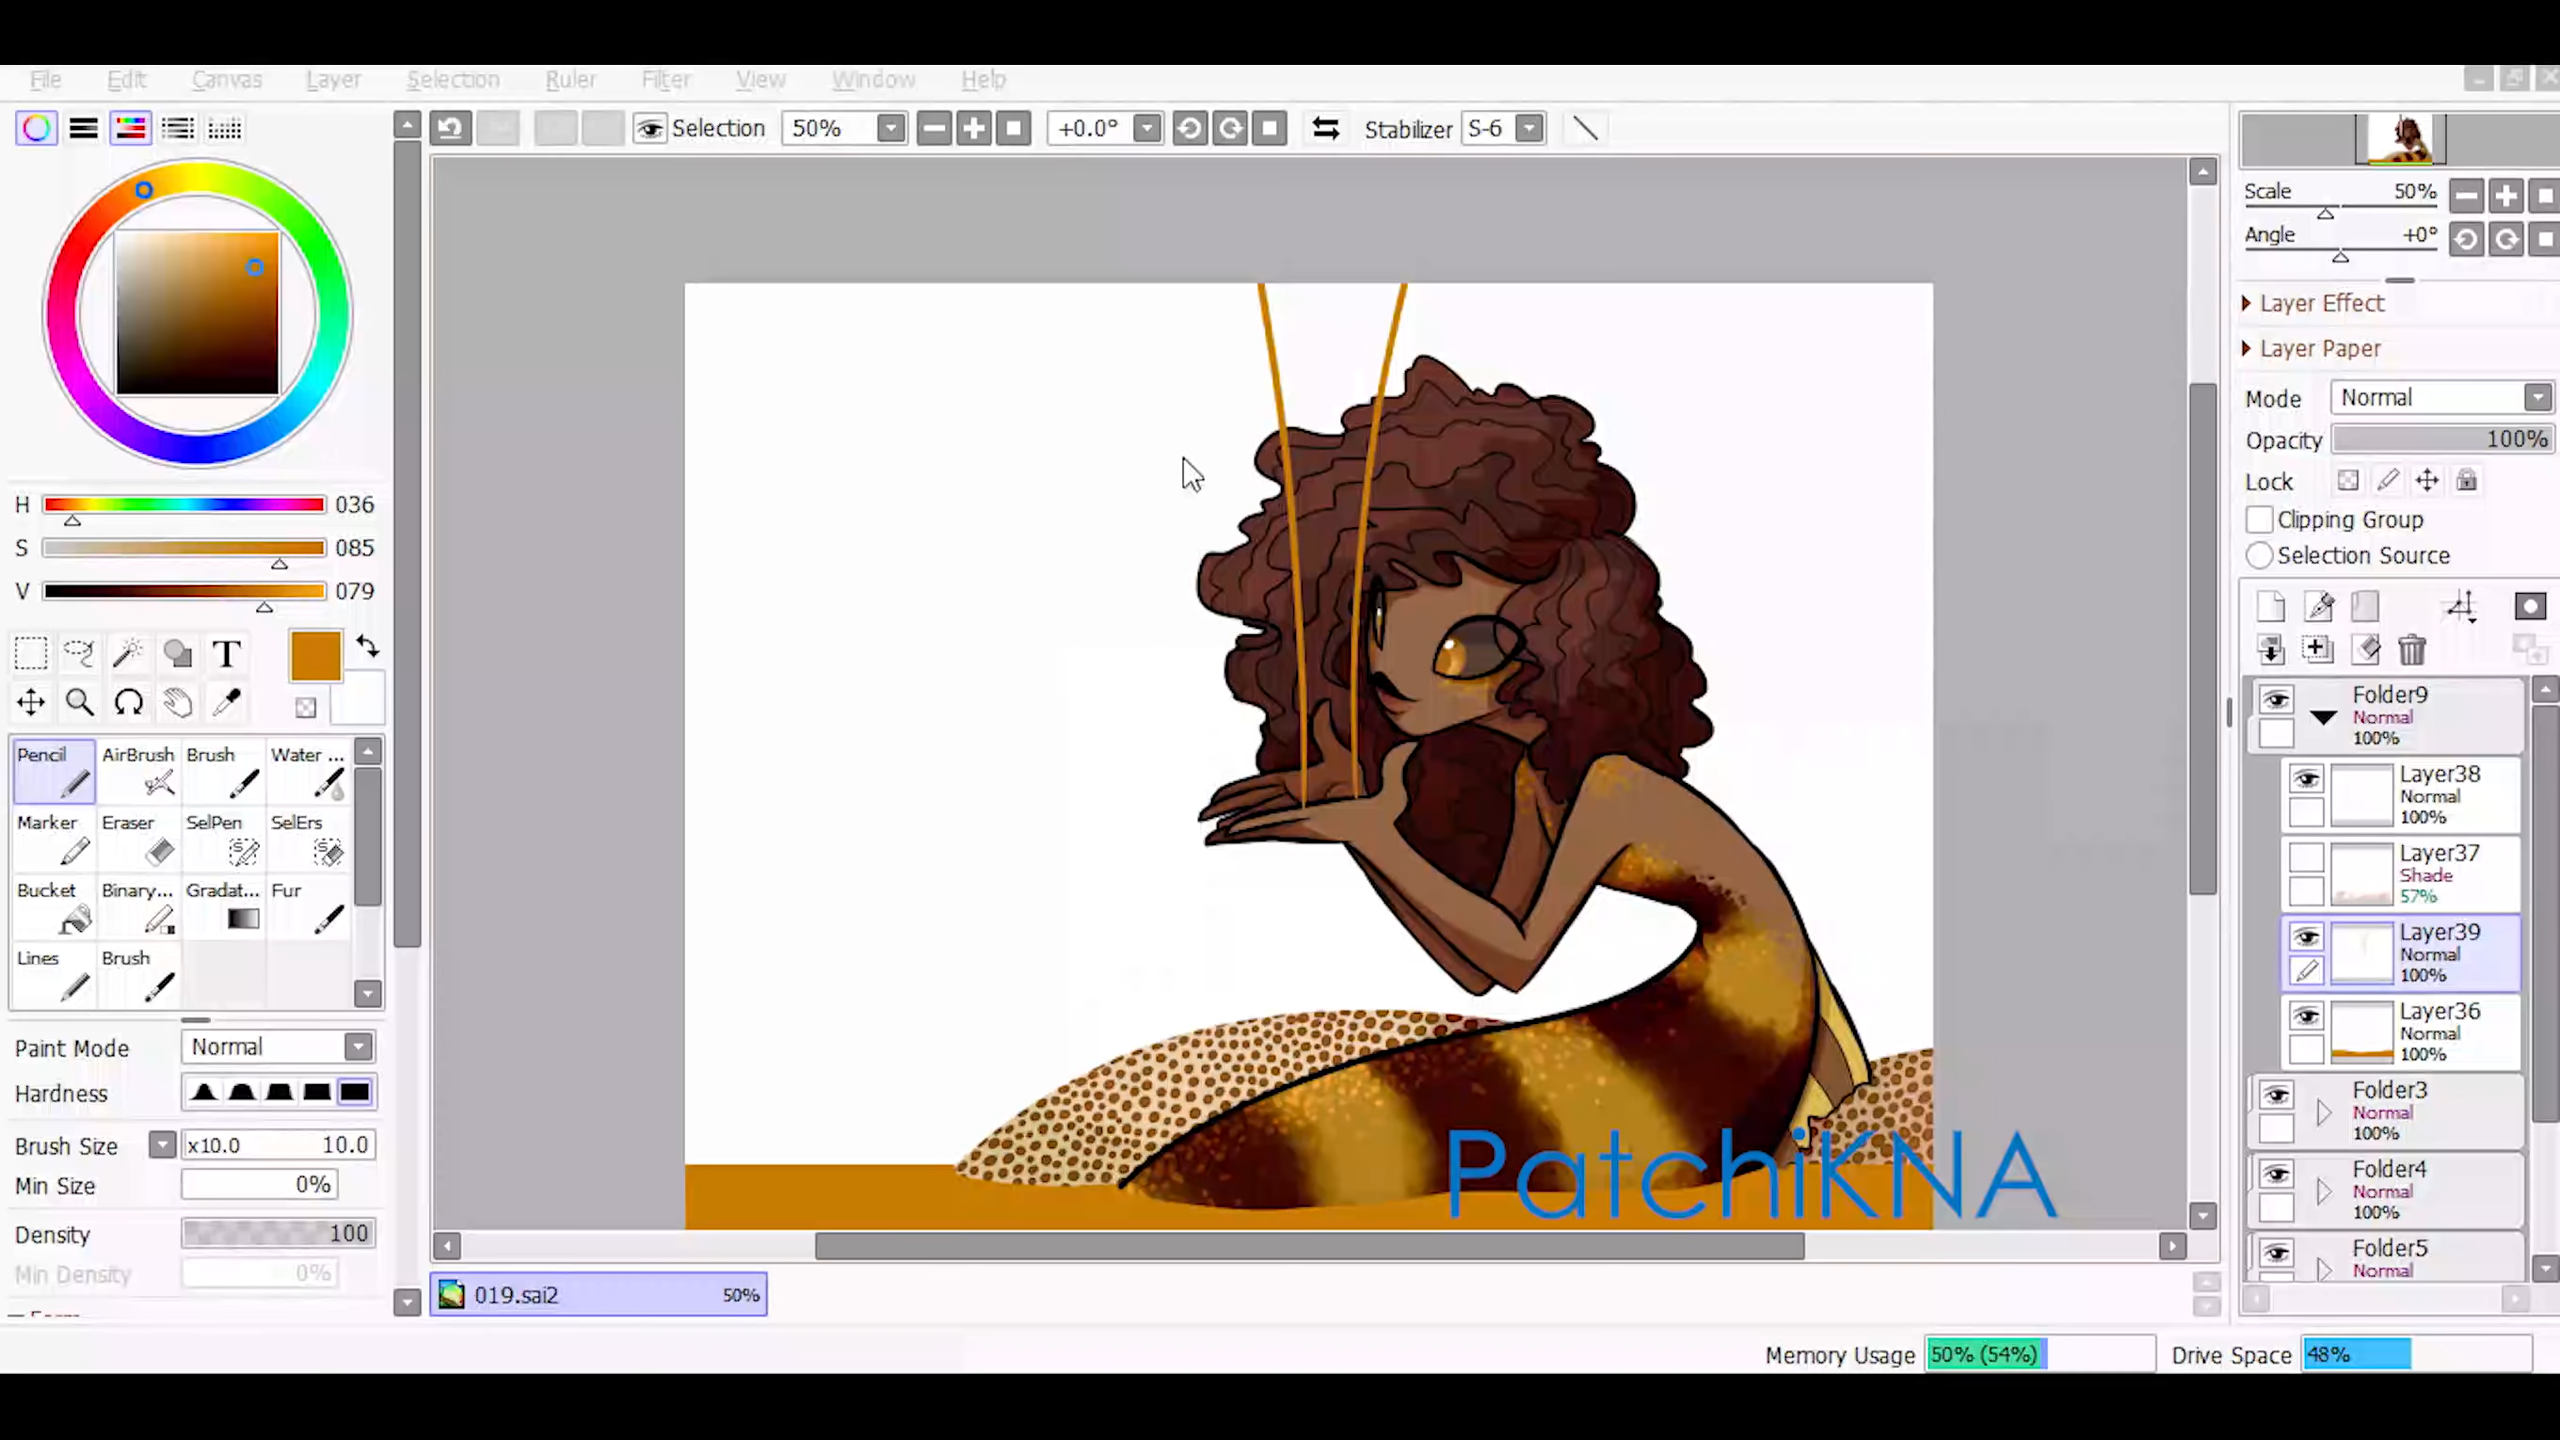 File Edit Canvas Layer Selection Ruler Filter View Window Help
Selection 50% +0.0° Stabilizer S-6
Scale 50%
Angle +0°
Layer Effect
Layer Paper
Mode Normal
Opacity 100%
Lock
Clipping Group
Selection Source
H 036
S 085
V 079
T
Pencil AirBrush Brush Water ...
Marker Eraser SelPen SelErs
Bucket Binary... Gradat... Fur
Lines Brush
Paint Mode Normal
Hardness
Brush Size x10.0 10.0
Min Size 0%
Density 100
Min Density 0%
Folder9
Normal
100%
Layer38
Normal
100%
Layer37
Shade
57%
Layer39
Normal
100%
Layer36
Normal
100%
Folder3
Normal
100%
Folder4
Normal
100%
Folder5
Normal
PatchiKNA
019.sai2 50%
Memory Usage 50% (54%) Drive Space 48%